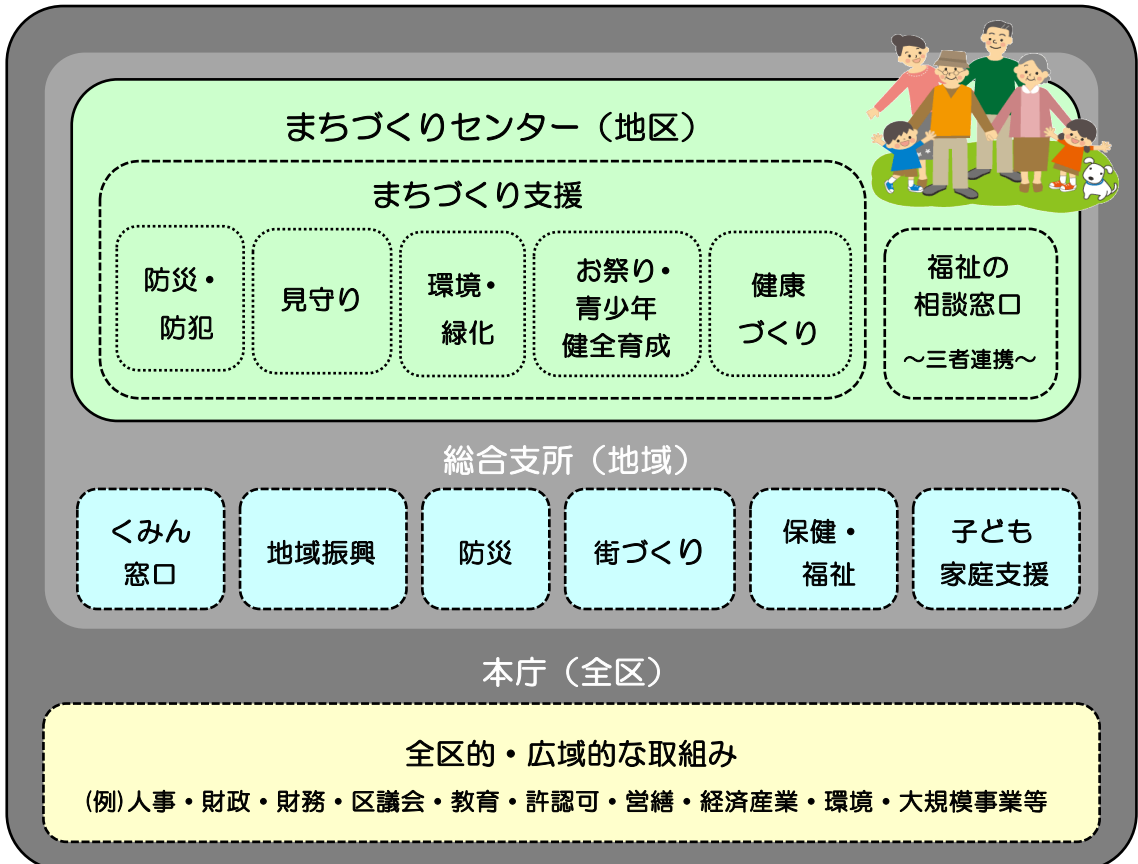 まちづくりセンター（地区）
まちづくり支援
防災・
防犯
見守り
環境・
緑化
お祭り・
青少年
健全育成
健康
づくり
福祉の
相談窓口
～三者連携～
総合支所（地域）
くみん
窓口
地域振興
防災
街づくり
保健・
福祉
子ども
家庭支援
本庁（全区）
全区的・広域的な取組み
(例)人事・財政・財務・区議会・教育・許認可・営繕・経済産業・環境・大規模事業等